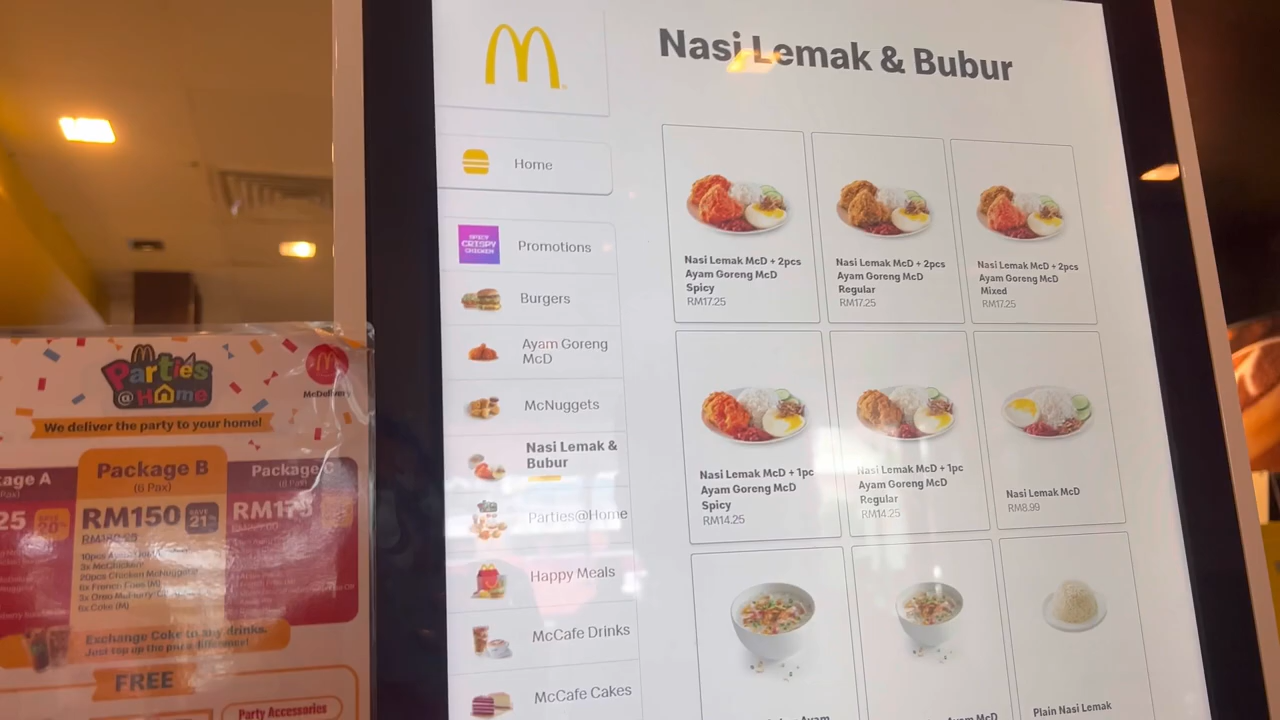 Nasi Lemak & Bubur
Home
Promotions
SPICY
CRISPY
CHICKEN
Burgers
Ayam Goreng
McD
McNuggets
Nasi Lemak &
Bubur
Parties@Home
Happy Meals
McCafe Drinks
McCafe Cakes
Nasi Lemak McD + 2pcs
Ayam Goreng McD
Spicy
RM17.25
Nasi Lemak McD + 2pcs
Ayam Goreng McD
Regular
RM17.25
Nasi Lemak McD + 2pcs
Ayam Goreng McD
Mixed
RM17.25
Nasi Lemak McD + 1pc
Ayam Goreng McD
Spicy
RM14.25
Nasi Lemak McD + 1pc
Ayam Goreng McD
Regular
RM14.25
Nasi Lemak McD
RM8.99
Ayam
Ayam McD
Plain Nasi Lemak
Parties
@Home
McDelivery
We deliver the party to your home!
Package B
(6 Pax)
RM150
SAVE
21%
3x McChicken
20pcs Chicken McNuggets
6x French Fries (M)
6x Coke (M)
Package C
Exchange Coke to any drinks.
Just top up the price difference!
FREE
Party Accessories